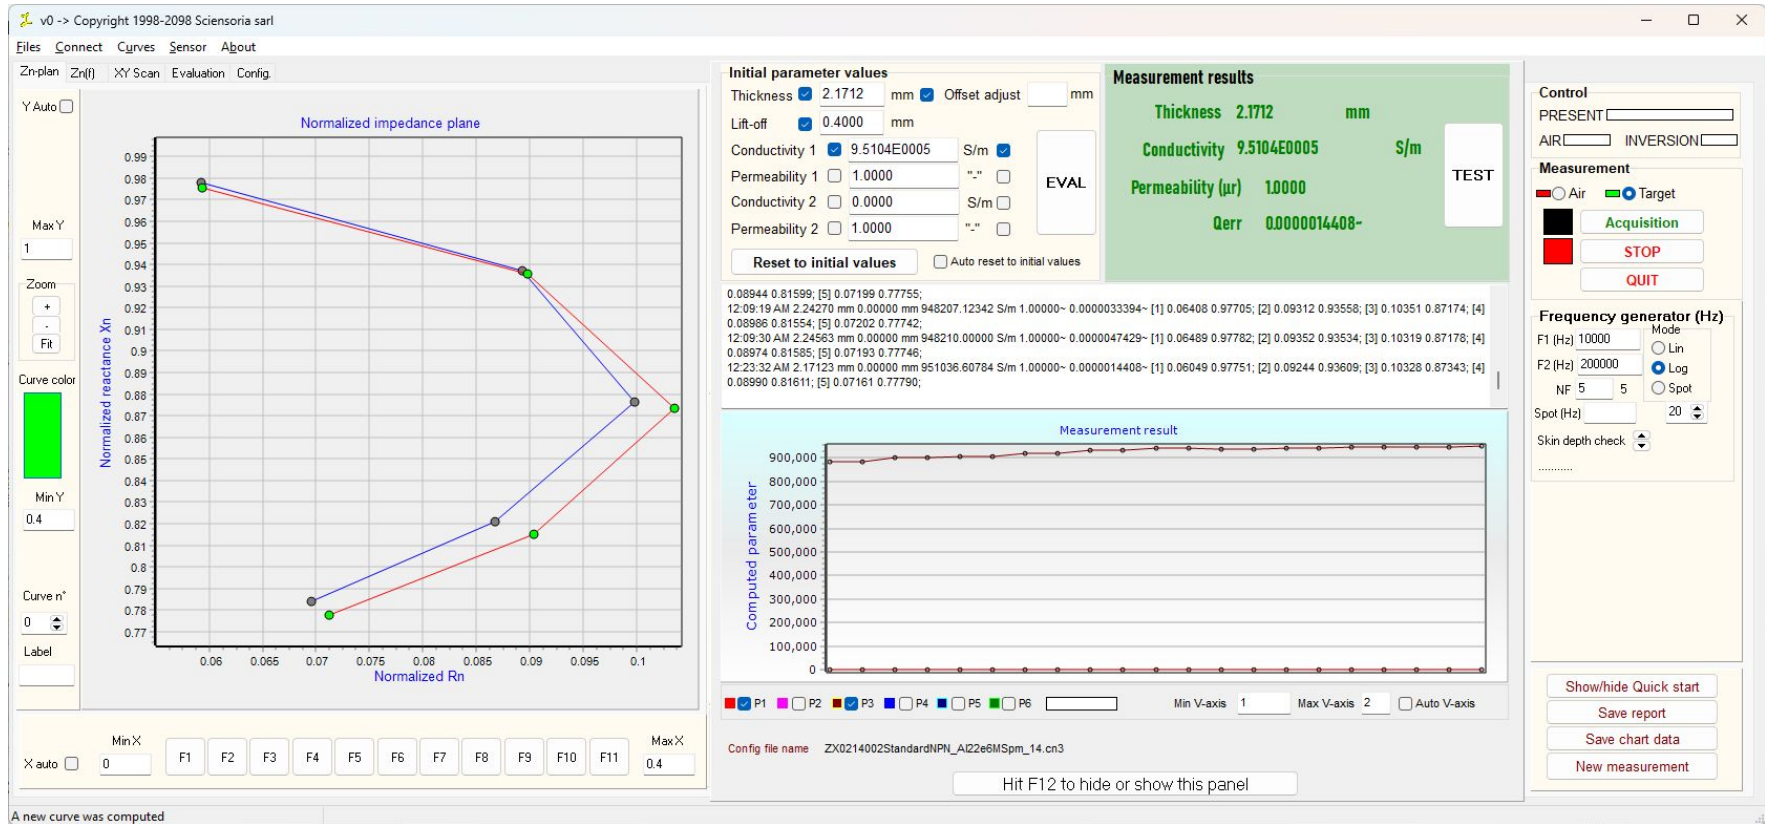 v0 -> Copyright 1998-2098 Sciensoria sarl
Files Connect Curves Sensor About
Zn-plan Zn(f) XY Scan Evaluation Config.
Y Auto
Max Y
1
Zoom
+
-
Fit
Curve color
Min Y
0.4
Curve n°
0
Label
Normalized impedance plane
Normalized reactance Xn
0.99
0.98
0.97
0.96
0.95
0.94
0.93
0.92
0.91
0.9
0.89
0.88
0.87
0.86
0.85
0.84
0.83
0.82
0.81
0.8
0.79
0.78
0.77
0.06 0.065 0.07 0.075 0.08 0.085 0.09 0.095 0.1
Normalized Rn
X auto
Min X
0
F1 F2 F3 F4 F5 F6 F7 F8 F9 F10 F11
Max X
0.4
Initial parameter values
Thickness 2.1712 mm Offset adjust mm
Lift-off 0.4000 mm
Conductivity 1 9.5104E0005 S/m
Permeability 1 1.0000 "-"
Conductivity 2 0.0000 S/m
Permeability 2 1.0000 "-"
EVAL
Reset to initial values Auto reset to initial values
Measurement results
Thickness 2.1712 mm
Conductivity 9.5104E0005 S/m
Permeability (µr) 1.0000
Qerr 0.0000014408~
TEST
0.08944 0.81599; [5] 0.07199 0.77755;
12:09:19 AM 2.24270 mm 0.00000 mm 948207.12342 S/m 1.00000~ 0.0000033394~ [1] 0.06408 0.97705; [2] 0.09312 0.93558; [3] 0.10351 0.87174; [4]
0.08986 0.81554; [5] 0.07202 0.77742;
12:09:30 AM 2.24563 mm 0.00000 mm 948210.00000 S/m 1.00000~ 0.0000047429~ [1] 0.06489 0.97782; [2] 0.09352 0.93534; [3] 0.10319 0.87178; [4]
0.08974 0.81585; [5] 0.07193 0.77746;
12:23:32 AM 2.17123 mm 0.00000 mm 951036.60784 S/m 1.00000~ 0.0000014408~ [1] 0.06049 0.97751; [2] 0.09244 0.93609; [3] 0.10328 0.87343; [4]
0.08990 0.81611; [5] 0.07161 0.77790;
Measurement result
Computed parameter
900,000
800,000
700,000
600,000
500,000
400,000
300,000
200,000
100,000
0
P1 P2 P3 P4 P5 P6 Min V-axis 1 Max V-axis 2 Auto V-axis
Config file name ZX0214002StandardNPN_Al22e6MSpm_14.cn3
Hit F12 to hide or show this panel
Control
PRESENT
AIR INVERSION
Measurement
Air Target
Acquisition
STOP
QUIT
Frequency generator (Hz)
F1 (Hz) 10000
F2 (Hz) 200000
NF 5 5
Mode
Lin
Log
Spot
Spot (Hz) 20
Skin depth check
...........
Show/hide Quick start
Save report
Save chart data
New measurement
A new curve was computed